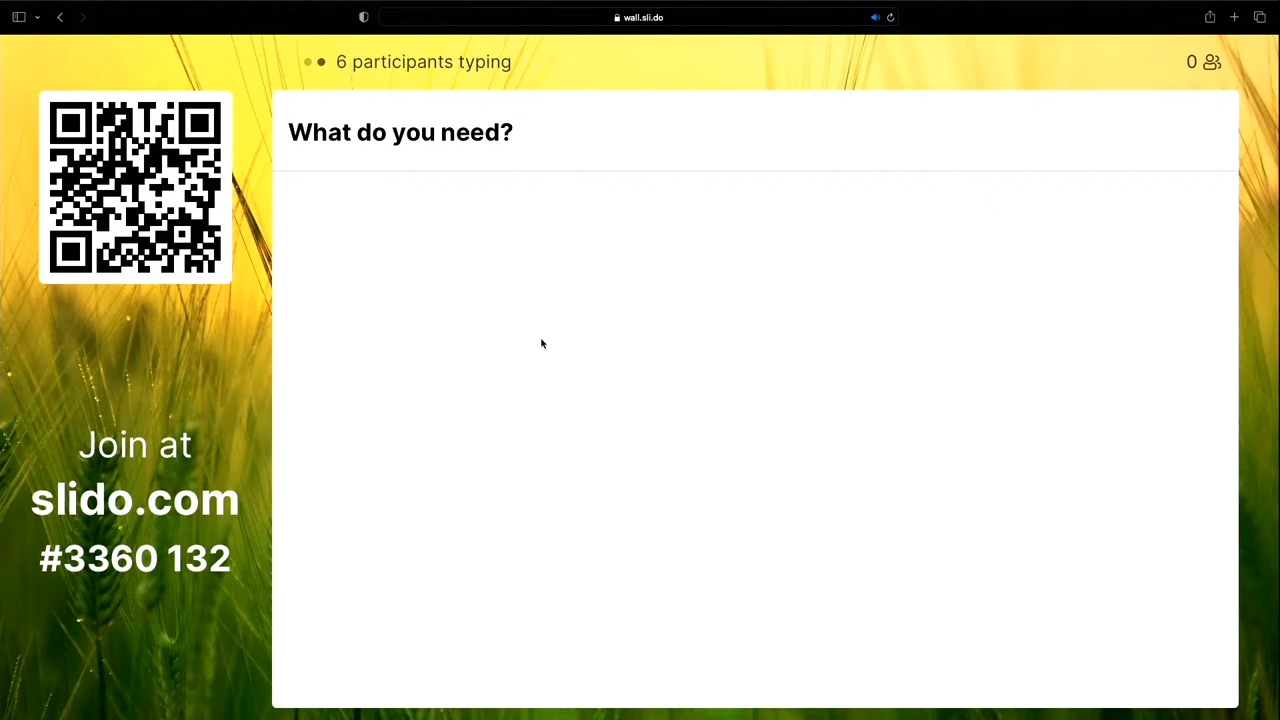 wall.sli.do
6 participants typing
0
What do you need?
Join at
slido.com
#3360 132